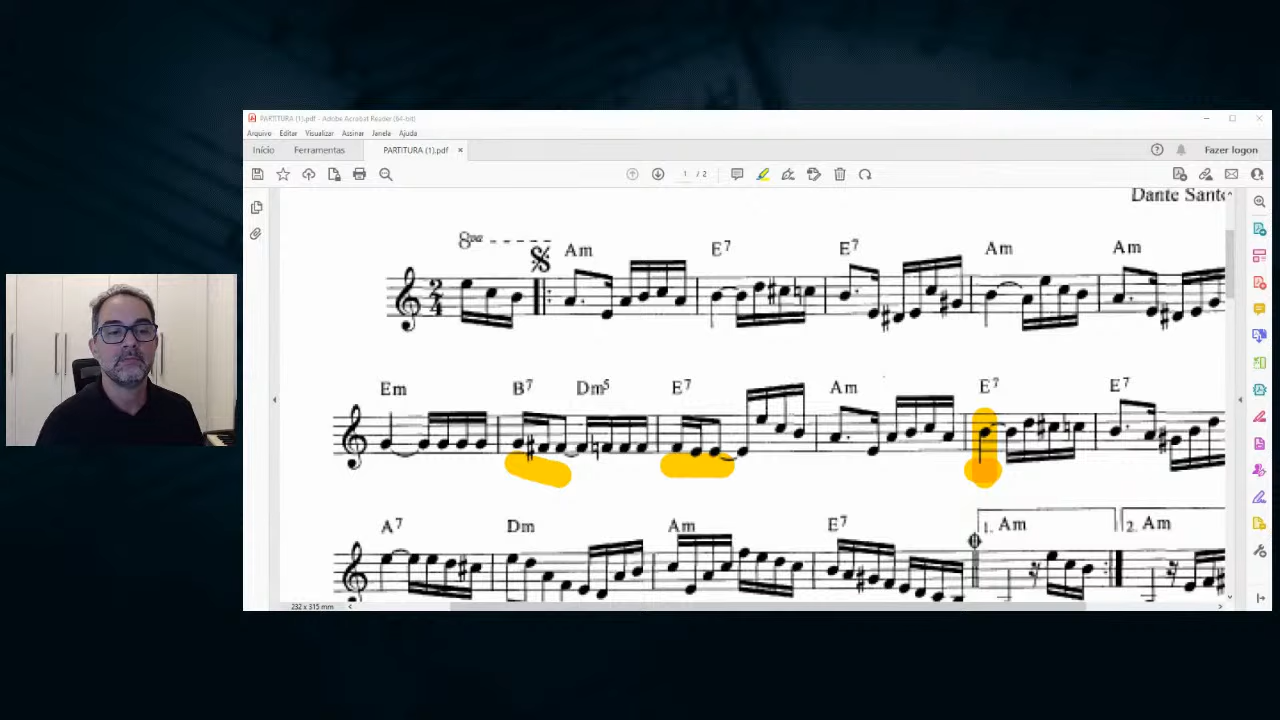 PARTITURA (1).pdf - Adobe Acrobat Reader (64-bit)
Arquivo Editar Visualizar Assinar Janela Ajuda
Início Ferramentas PARTITURA (1).pdf × Fazer logon
1 / 2
Dante Sant
8va
Am E7 E7 Am Am
2
4
Em B7 Dm5 E7 Am E7 E7
A7 Dm Am E7 1. Am 2. Am
232 x 315 mm